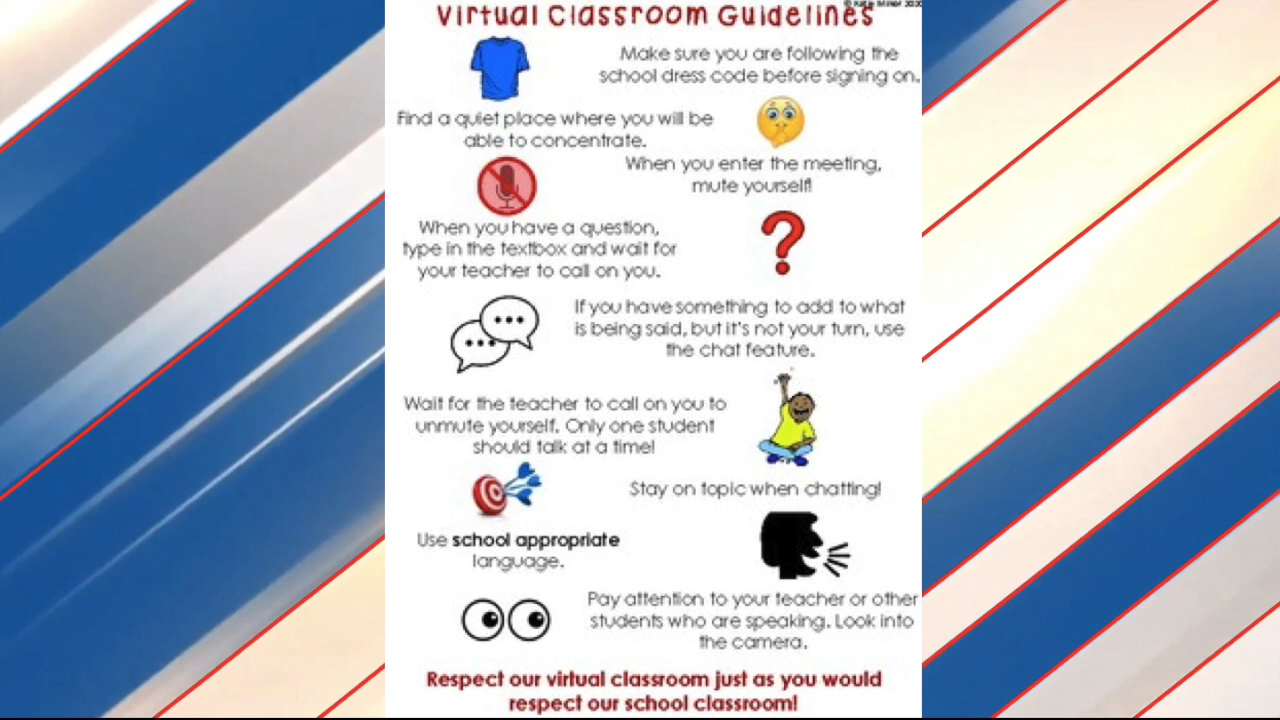 © Katie Minor 2020
Virtual Classroom Guidelines
Make sure you are following the
school dress code before signing on.
Find a quiet place where you will be
able to concentrate.
When you enter the meeting,
mute yourself!
When you have a question,
type in the textbox and wait for
your teacher to call on you.
If you have something to add to what
is being said, but it's not your turn, use
the chat feature.
Wait for the teacher to call on you to
unmute yourself. Only one student
should talk at a time!
Stay on topic when chatting!
Use school appropriate
language.
Pay attention to your teacher or other
students who are speaking. Look into
the camera.
Respect our virtual classroom just as you would
respect our school classroom!